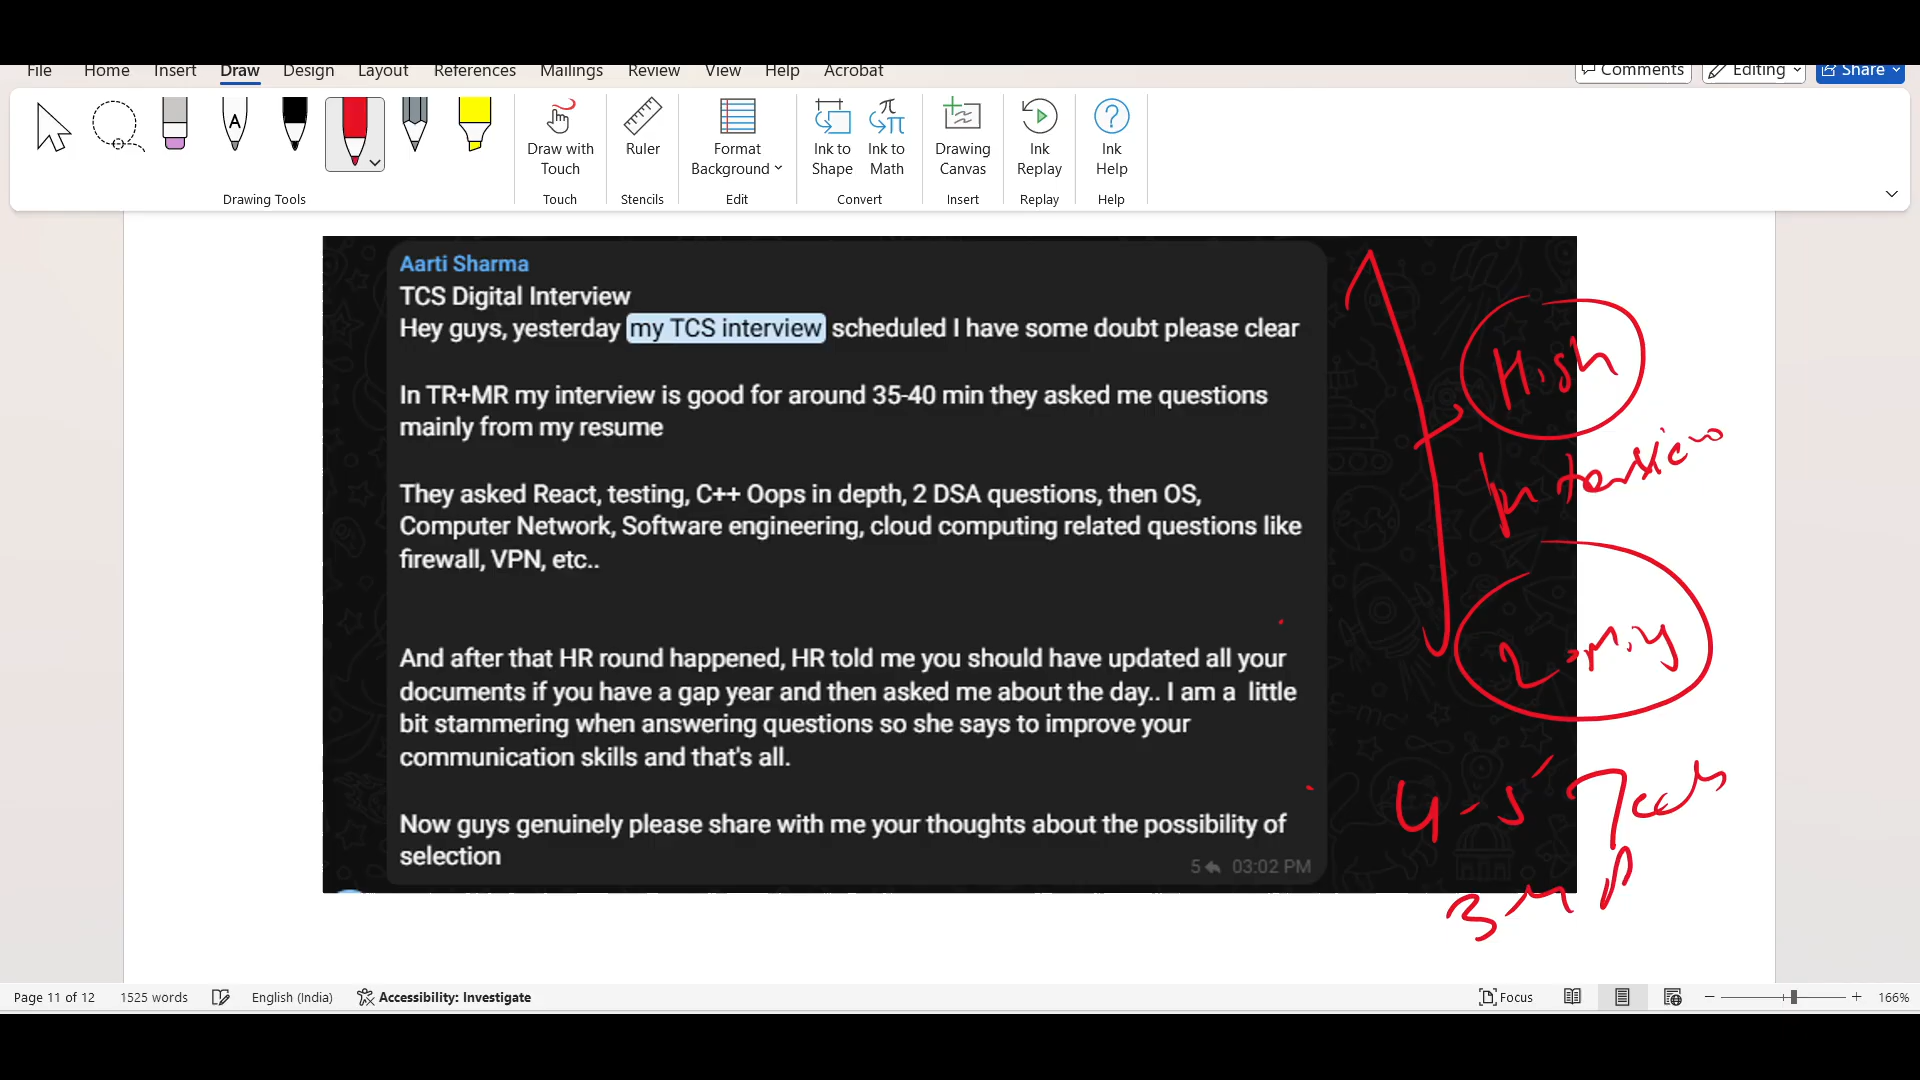 File Home Insert Draw Design Layout References Mailings Review View Help Acrobat Comments Editing Share
A
Draw with Touch
Ruler
Format Background
Ink to Shape
Ink to Math
Drawing Canvas
Ink Replay
Ink Help
Drawing Tools Touch Stencils Edit Convert Insert Replay Help
Aarti Sharma
TCS Digital Interview
Hey guys, yesterday my TCS interview scheduled I have some doubt please clear
In TR+MR my interview is good for around 35-40 min they asked me questions
mainly from my resume
They asked React, testing, C++ Oops in depth, 2 DSA questions, then OS,
Computer Network, Software engineering, cloud computing related questions like
firewall, VPN, etc..
And after that HR round happened, HR told me you should have updated all your
documents if you have a gap year and then asked me about the day.. I am a little
bit stammering when answering questions so she says to improve your
communication skills and that's all.
Now guys genuinely please share with me your thoughts about the possibility of
selection
5 03:02 PM
High
4-5
3
Page 11 of 12 1525 words English (India) Accessibility: Investigate Focus 166%